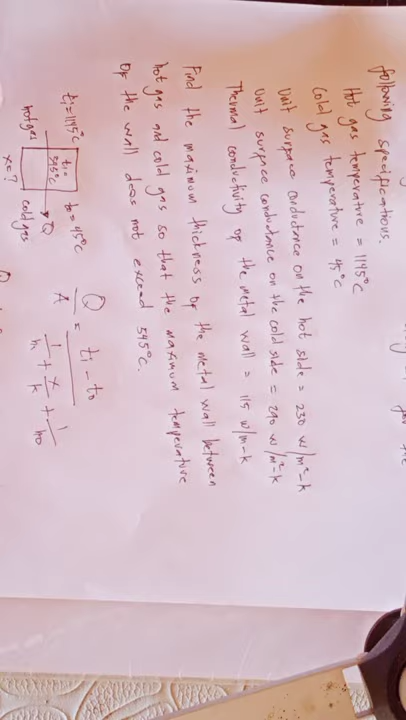 following specifications.
Hot gas temperature = 1145°C
Cold gas temperature = 45°C
Unit surface conductance on the hot side = 230 W/m²-k
Unit surface conductance on the cold side = 290 W/m²-k
Thermal conductivity of the metal wall = 115 W/m-k
Find the maximum thickness of the metal wall between
hot gas and cold gas so that the maximum temperature
of the wall does not exceed 545°C.
ti=1145°C to=45°C
t1= 545°C
hot gas cold gas
Q
x=?
Q/A = ti - to / 1/hi + x/k + 1/ho